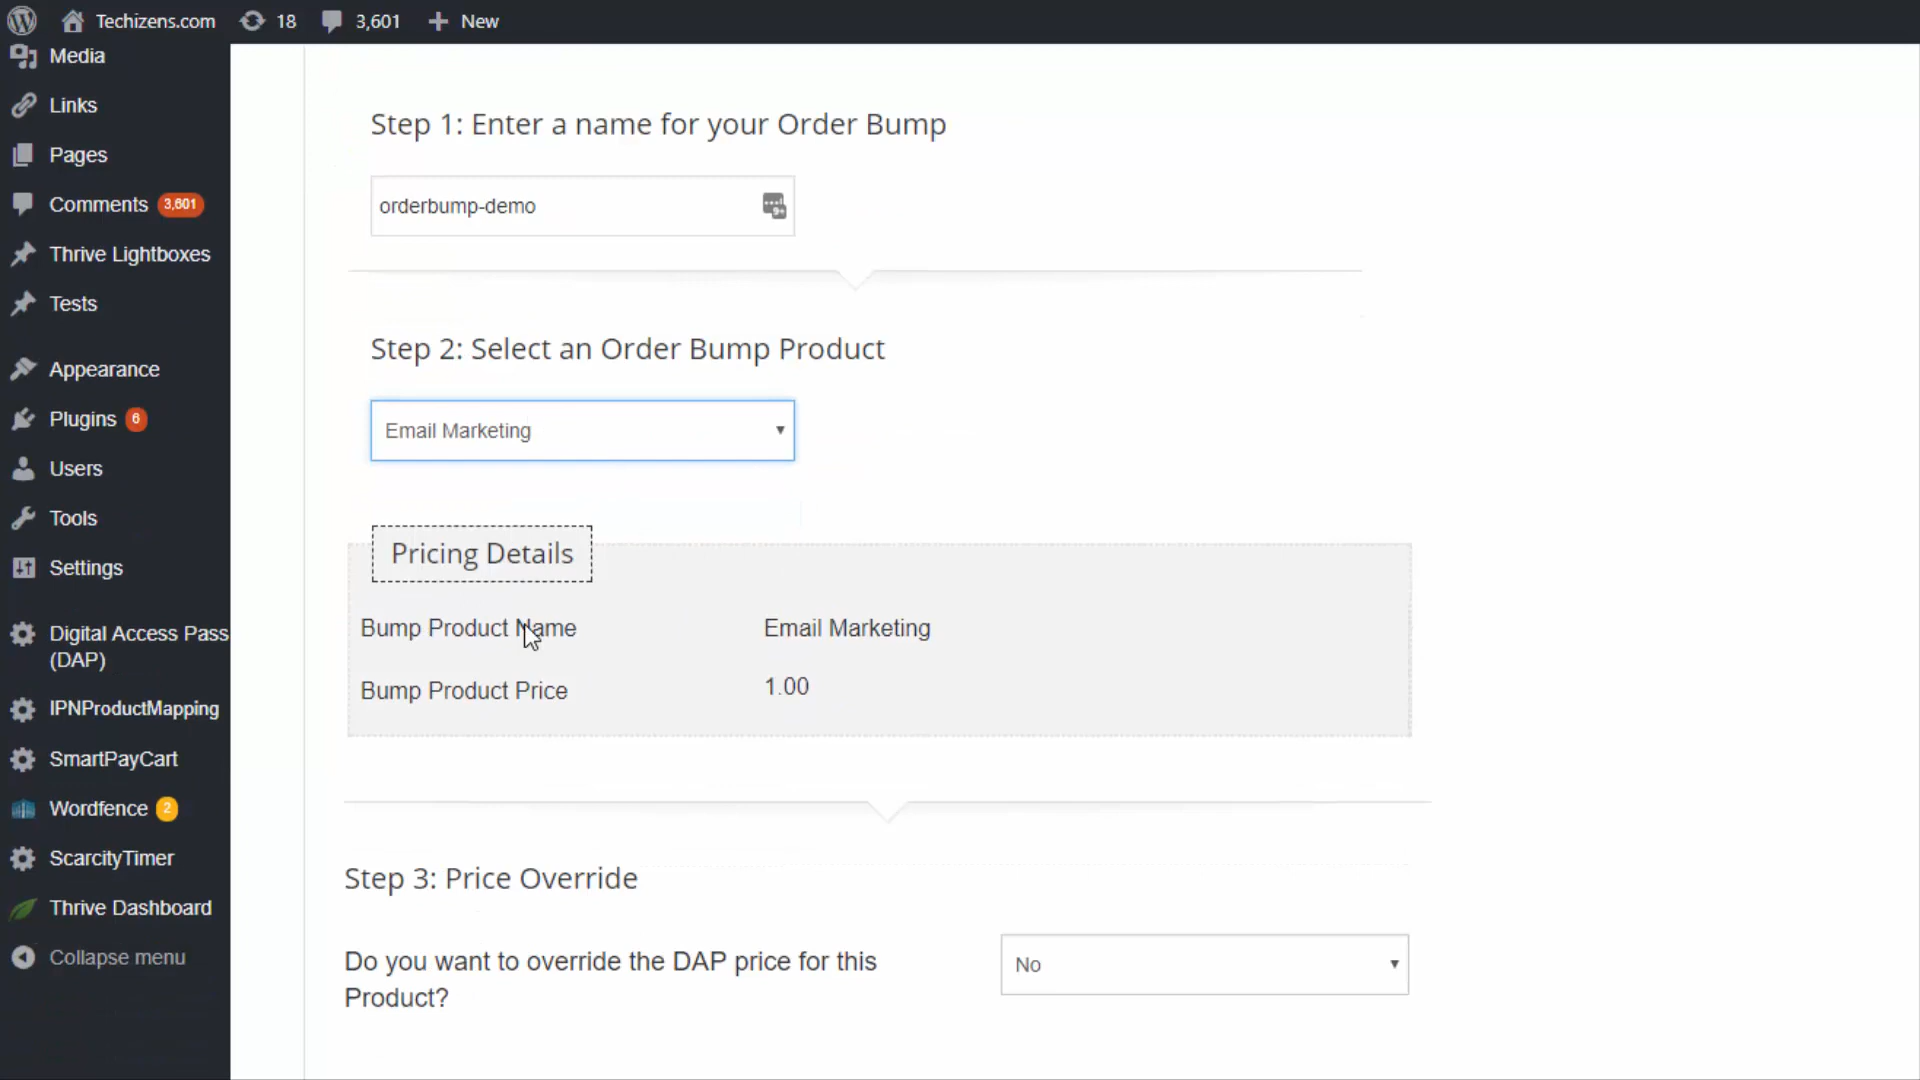 Techizens.com 18 3,601 New
Media
Links
Pages
Comments 3,601
Thrive Lightboxes
Tests
Appearance
Plugins 6
Users
Tools
Settings
Digital Access Pass
(DAP)
IPNProductMapping
SmartPayCart
Wordfence 2
ScarcityTimer
Thrive Dashboard
Collapse menu
Step 1: Enter a name for your Order Bump
orderbump-demo
9+
Step 2: Select an Order Bump Product
Email Marketing
Pricing Details
Bump Product Name Email Marketing
Bump Product Price 1.00
Step 3: Price Override
Do you want to override the DAP price for this
Product?
No